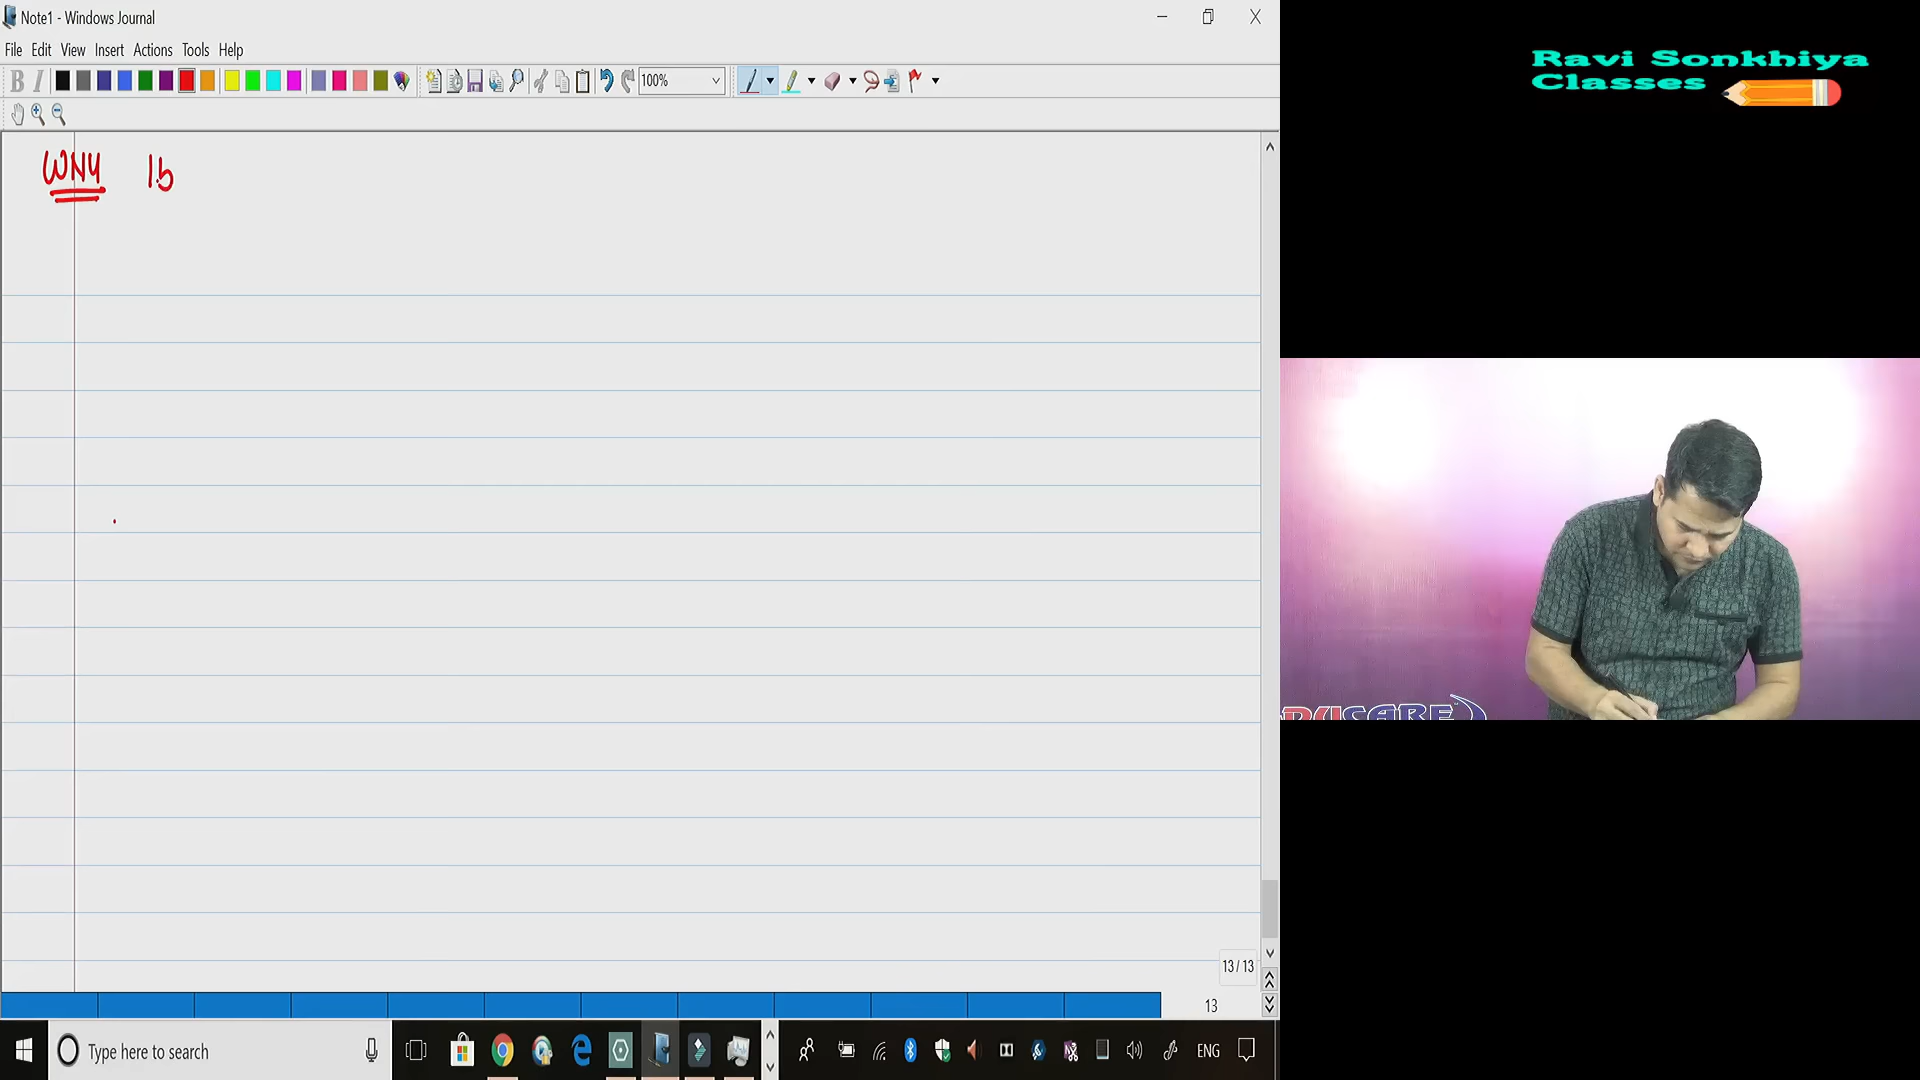 Note1 - Windows Journal
File Edit View Insert Actions Tools Help
B I 100%
Ravi Sonkhiya
Classes
WHY 15
13 / 13
13
Type here to search
ENG